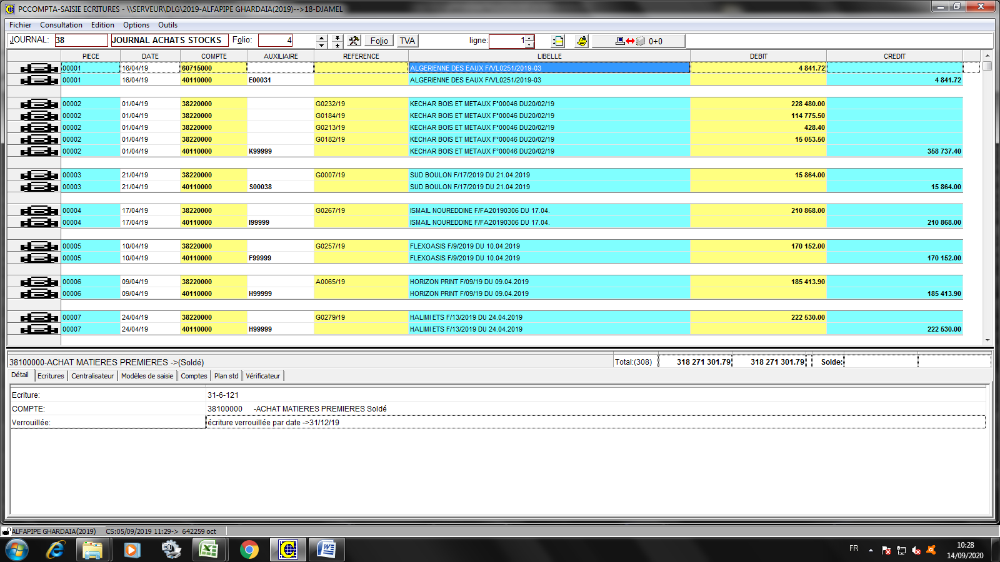 PCCOMPTA-SAISIE ECRITURES - \\SERVEUR\DLG\2019-ALFAPIPE GHARDAIA(2019)-->18-DJAMEL
Fichier Consultation Edition Options Outils
JOURNAL: 38 JOURNAL ACHATS STOCKS Folio: 4 Folio TVA ligne: 1 0+0
PIECE DATE COMPTE AUXILIAIRE REFERENCE LIBELLE DEBIT CREDIT
00001 16/04/19 60715000 ALGERIENNE DES EAUX F/VL0251/2019-03 4 841.72
00001 16/04/19 40110000 E00031 ALGERIENNE DES EAUX F/VL0251/2019-03 4 841.72
00002 01/04/19 38220000 G0232/19 KECHAR BOIS ET METAUX F°00046 DU20/02/19 228 480.00
00002 01/04/19 38220000 G0184/19 KECHAR BOIS ET METAUX F°00046 DU20/02/19 114 775.50
00002 01/04/19 38220000 G0213/19 KECHAR BOIS ET METAUX F°00046 DU20/02/19 428.40
00002 01/04/19 38220000 G0182/19 KECHAR BOIS ET METAUX F°00046 DU20/02/19 15 053.50
00002 01/04/19 40110000 K99999 KECHAR BOIS ET METAUX F°00046 DU20/02/19 358 737.40
00003 21/04/19 38220000 G0007/19 SUD BOULON F/17/2019 DU 21.04.2019 15 864.00
00003 21/04/19 40110000 S00038 SUD BOULON F/17/2019 DU 21.04.2019 15 864.00
00004 17/04/19 38220000 G0267/19 ISMAIL NOUREDDINE F/FA20190306 DU 17.04. 210 868.00
00004 17/04/19 40110000 I99999 ISMAIL NOUREDDINE F/FA20190306 DU 17.04. 210 868.00
00005 10/04/19 38220000 G0257/19 FLEXOASIS F/9/2019 DU 10.04.2019 170 152.00
00005 10/04/19 40110000 F99999 FLEXOASIS F/9/2019 DU 10.04.2019 170 152.00
00006 09/04/19 38220000 A0065/19 HORIZON PRINT F/09/19 DU 09.04.2019 185 413.90
00006 09/04/19 40110000 H99999 HORIZON PRINT F/09/19 DU 09.04.2019 185 413.90
00007 24/04/19 38220000 G0279/19 HALIMI ETS F/13/2019 DU 24.04.2019 222 530.00
00007 24/04/19 40110000 H99999 HALIMI ETS F/13/2019 DU 24.04.2019 222 530.00
38100000-ACHAT MATIERES PREMIERES ->(Soldé) Total:(308) 318 271 301.79 318 271 301.79 Solde:
Détail Ecritures Centralisateur Modèles de saisie Comptes Plan std Vérificateur
Ecriture: 31-6-121
COMPTE: 38100000 -ACHAT MATIERES PREMIERES Soldé
Verrouillée: écriture verrouillée par date ->31/12/19
ALFAPIPE GHARDAIA(2019) CS:05/09/2019 11:29-> 642259 oct
FR 10:28
14/09/2020